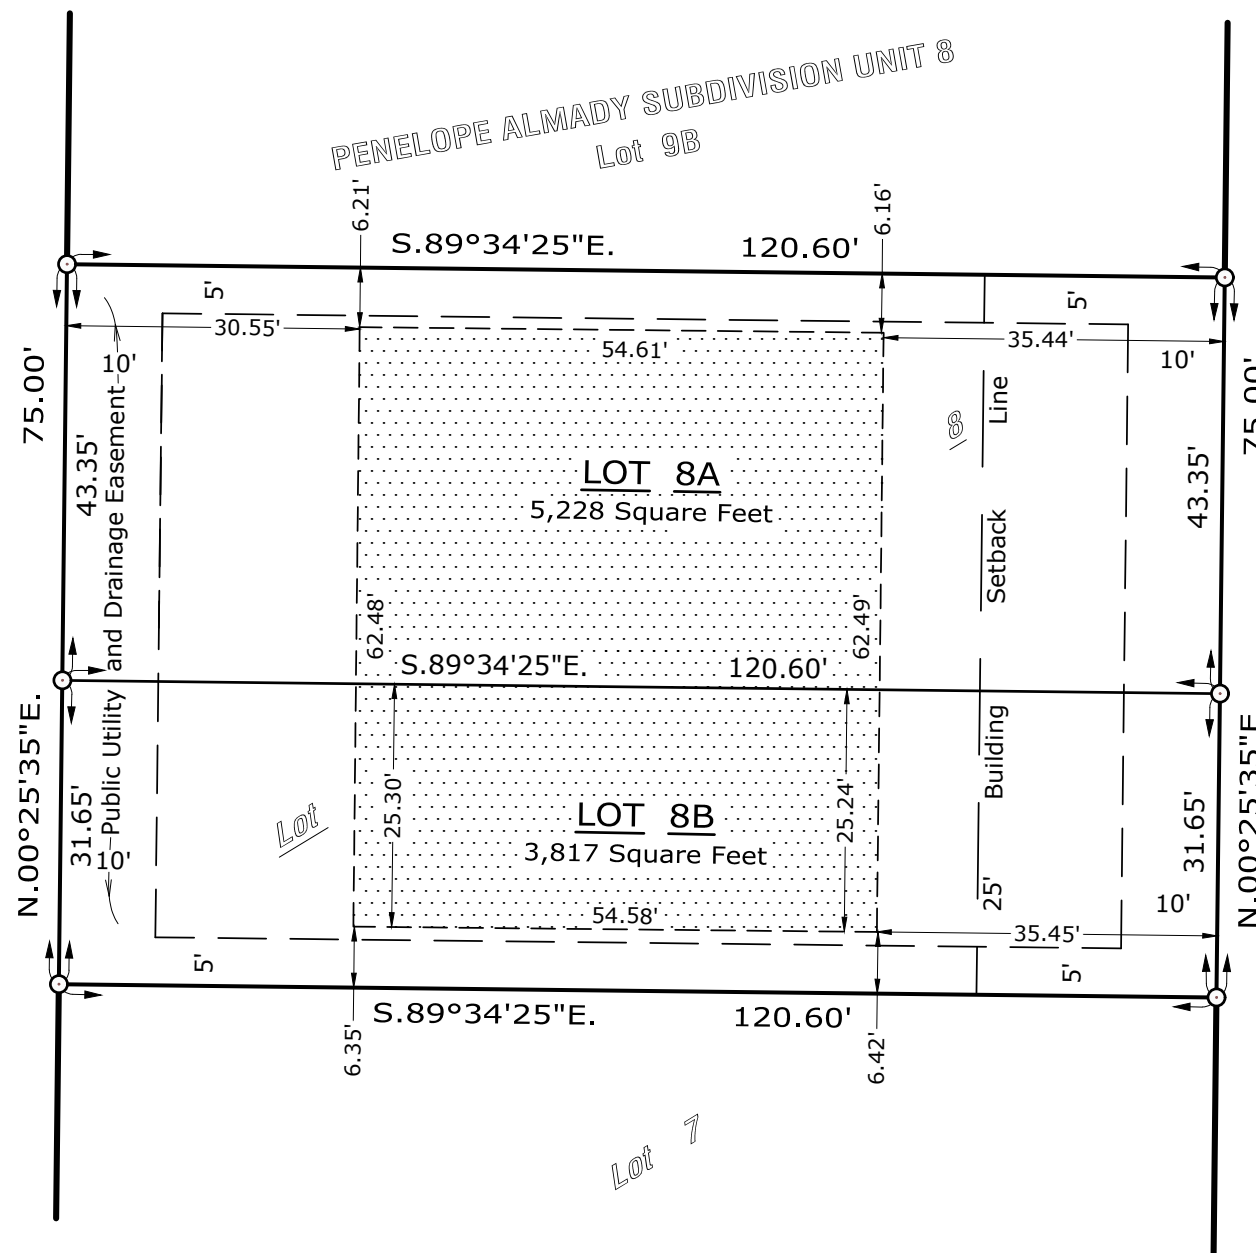 PENELOPE ALMADY SUBDIVISION UNIT 8
Lot 9B
6.21'
6.16'
S.89°34'25"E. 120.60'
5'
5'
30.55'
54.61'
35.44'
10'
10'
75.00'
75.00'
43.35'
43.35'
8
LOT 8A
5,228 Square Feet
62.48'
62.49'
S.89°34'25"E. 120.60'
Public Utility and Drainage Easement
25' Building Setback Line
N.00°25'35"E.
N.00°25'35"E
31.65'
31.65'
25.30'
25.24'
Lot
LOT 8B
3,817 Square Feet
10'
10'
54.58'
35.45'
5'
5'
S.89°34'25"E. 120.60'
6.35'
6.42'
Lot 7